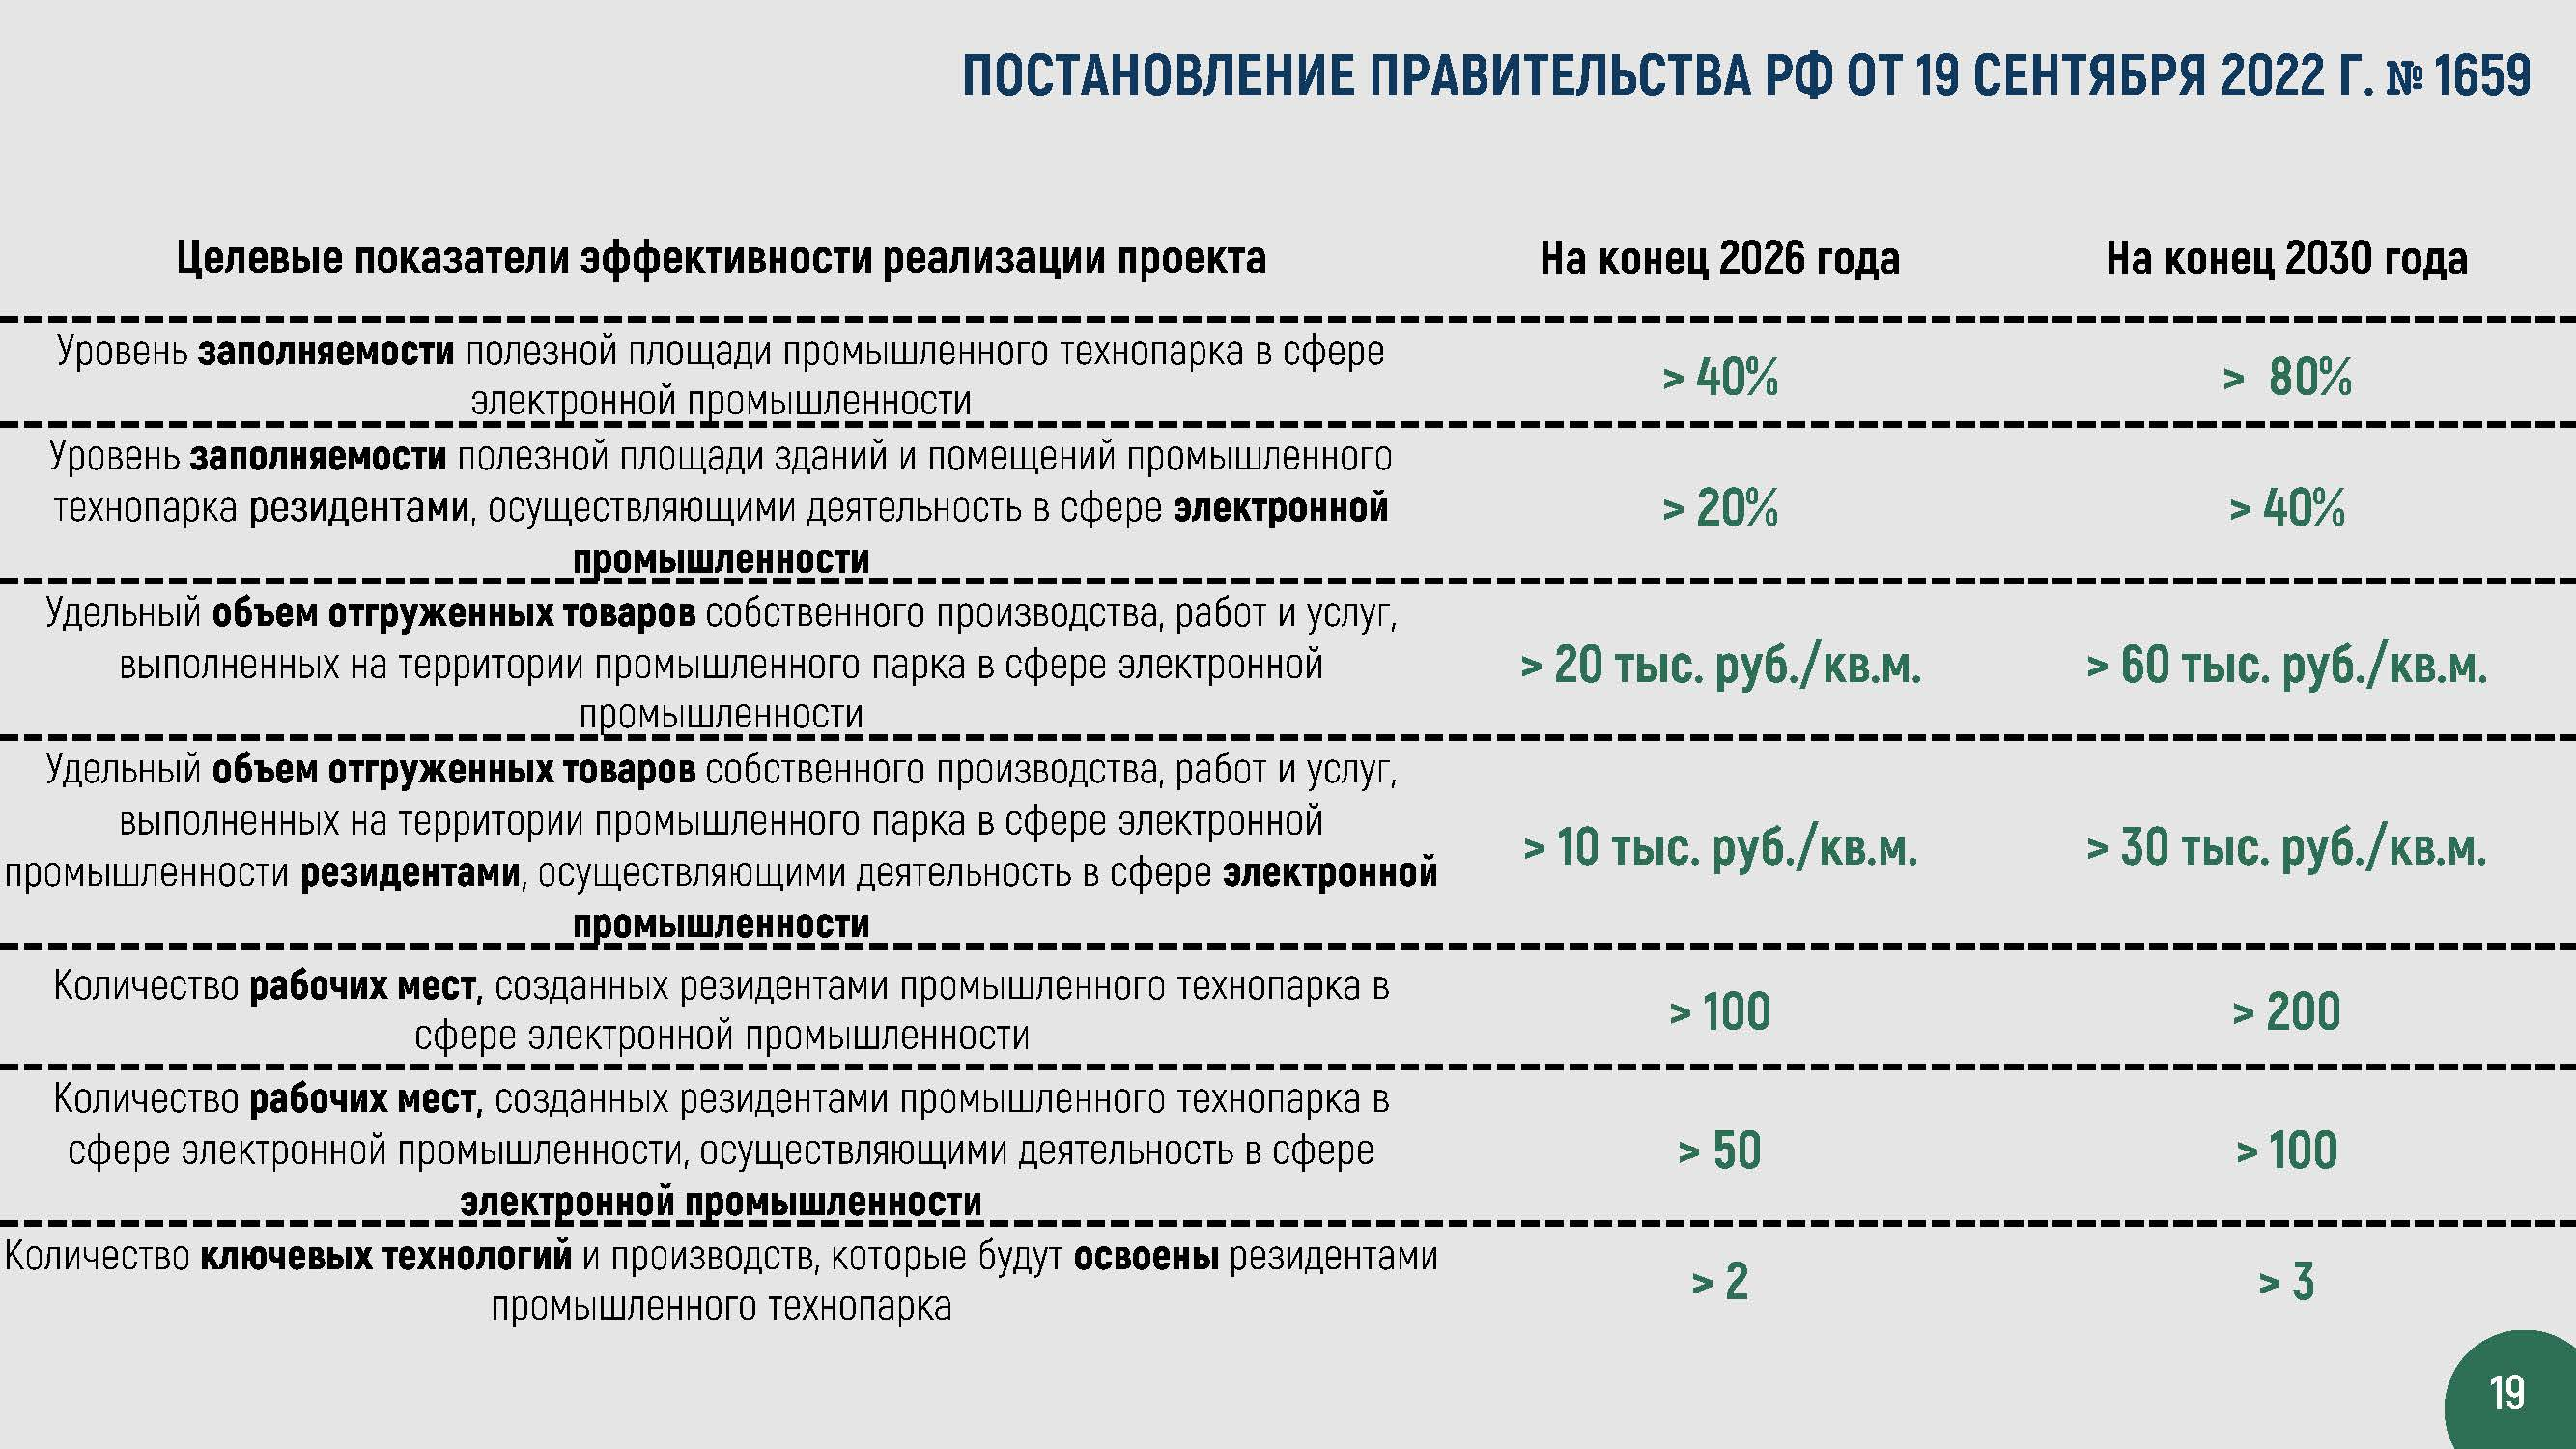 ПОСТАНОВЛЕНИЕ ПРАВИТЕЛЬСТВА РФ ОТ 19 СЕНТЯБРЯ 2022 Г. № 1659
Целевые показатели эффективности реализации проекта На конец 2026 года На конец 2030 года
Уровень заполняемости полезной площади промышленного технопарка в сфере
электронной промышленности
> 40% > 80%
Уровень заполняемости полезной площади зданий и помещений промышленного
технопарка резидентами, осуществляющими деятельность в сфере электронной
промышленности
> 20% > 40%
Удельный объем отгруженных товаров собственного производства, работ и услуг,
выполненных на территории промышленного парка в сфере электронной
промышленности
> 20 тыс. руб./кв.м. > 60 тыс. руб./кв.м.
Удельный объем отгруженных товаров собственного производства, работ и услуг,
выполненных на территории промышленного парка в сфере электронной
промышленности резидентами, осуществляющими деятельность в сфере электронной
промышленности
> 10 тыс. руб./кв.м. > 30 тыс. руб./кв.м.
Количество рабочих мест, созданных резидентами промышленного технопарка в
сфере электронной промышленности
> 100 > 200
Количество рабочих мест, созданных резидентами промышленного технопарка в
сфере электронной промышленности, осуществляющими деятельность в сфере
электронной промышленности
> 50 > 100
Количество ключевых технологий и производств, которые будут освоены резидентами
промышленного технопарка
> 2 > 3
19